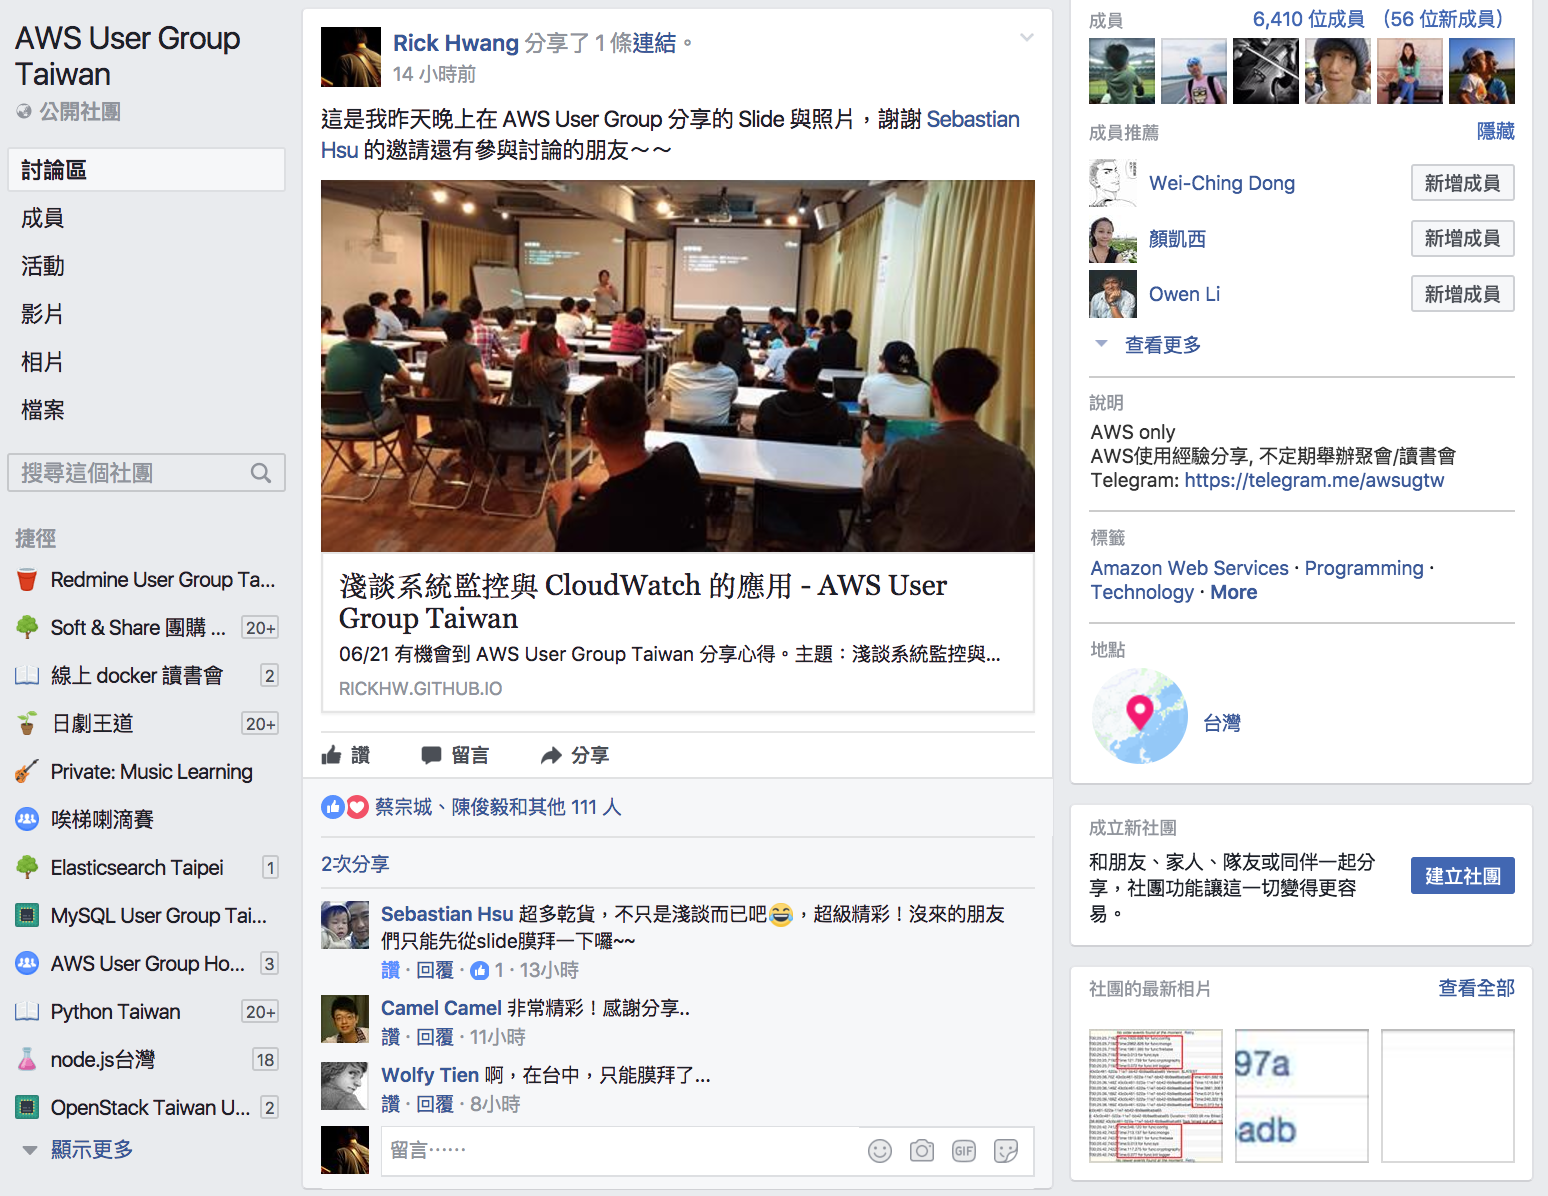 AWS User Group
Taiwan
公開社團
討論區
成員
活動
影片
相片
檔案
搜尋這個社團
捷徑
Redmine User Group Ta...
Soft & Share 團購 ...
20+
線上 docker 讀書會
2
日劇王道
20+
Private: Music Learning
唉梯喇滴賽
Elasticsearch Taipei
1
MySQL User Group Tai...
AWS User Group Ho...
3
Python Taiwan
20+
node.js台灣
18
OpenStack Taiwan U...
2
顯示更多
Rick Hwang 分享了 1 條連結。
14 小時前
這是我昨天晚上在 AWS User Group 分享的 Slide 與照片，謝謝 Sebastian
Hsu 的邀請還有參與討論的朋友～～
淺談系統監控與 CloudWatch 的應用 - AWS User
Group Taiwan
06/21 有機會到 AWS User Group Taiwan 分享心得。主題：淺談系統監控與...
RICKHW.GITHUB.IO
讚
留言
分享
蔡宗城、陳俊毅和其他 111 人
2次分享
Sebastian Hsu 超多乾貨，不只是淺談而已吧😂，超級精彩！沒來的朋友
們只能先從slide膜拜一下囉~~
讚 · 回覆 · 1 · 13小時
Camel Camel 非常精彩！感謝分享..
讚 · 回覆 · 11小時
Wolfy Tien 啊，在台中，只能膜拜了...
讚 · 回覆 · 8小時
留言⋯⋯
GIF
成員
6,410 位成員 （56 位新成員）
成員推薦
隱藏
Wei-Ching Dong
新增成員
顏凱西
新增成員
Owen Li
新增成員
查看更多
說明
AWS only
AWS使用經驗分享, 不定期舉辦聚會/讀書會
Telegram: https://telegram.me/awsugtw
標籤
Amazon Web Services · Programming ·
Technology · More
地點
台灣
成立新社團
和朋友、家人、隊友或同伴一起分
享，社團功能讓這一切變得更容
易。
建立社團
社團的最新相片
查看全部
97a
adb